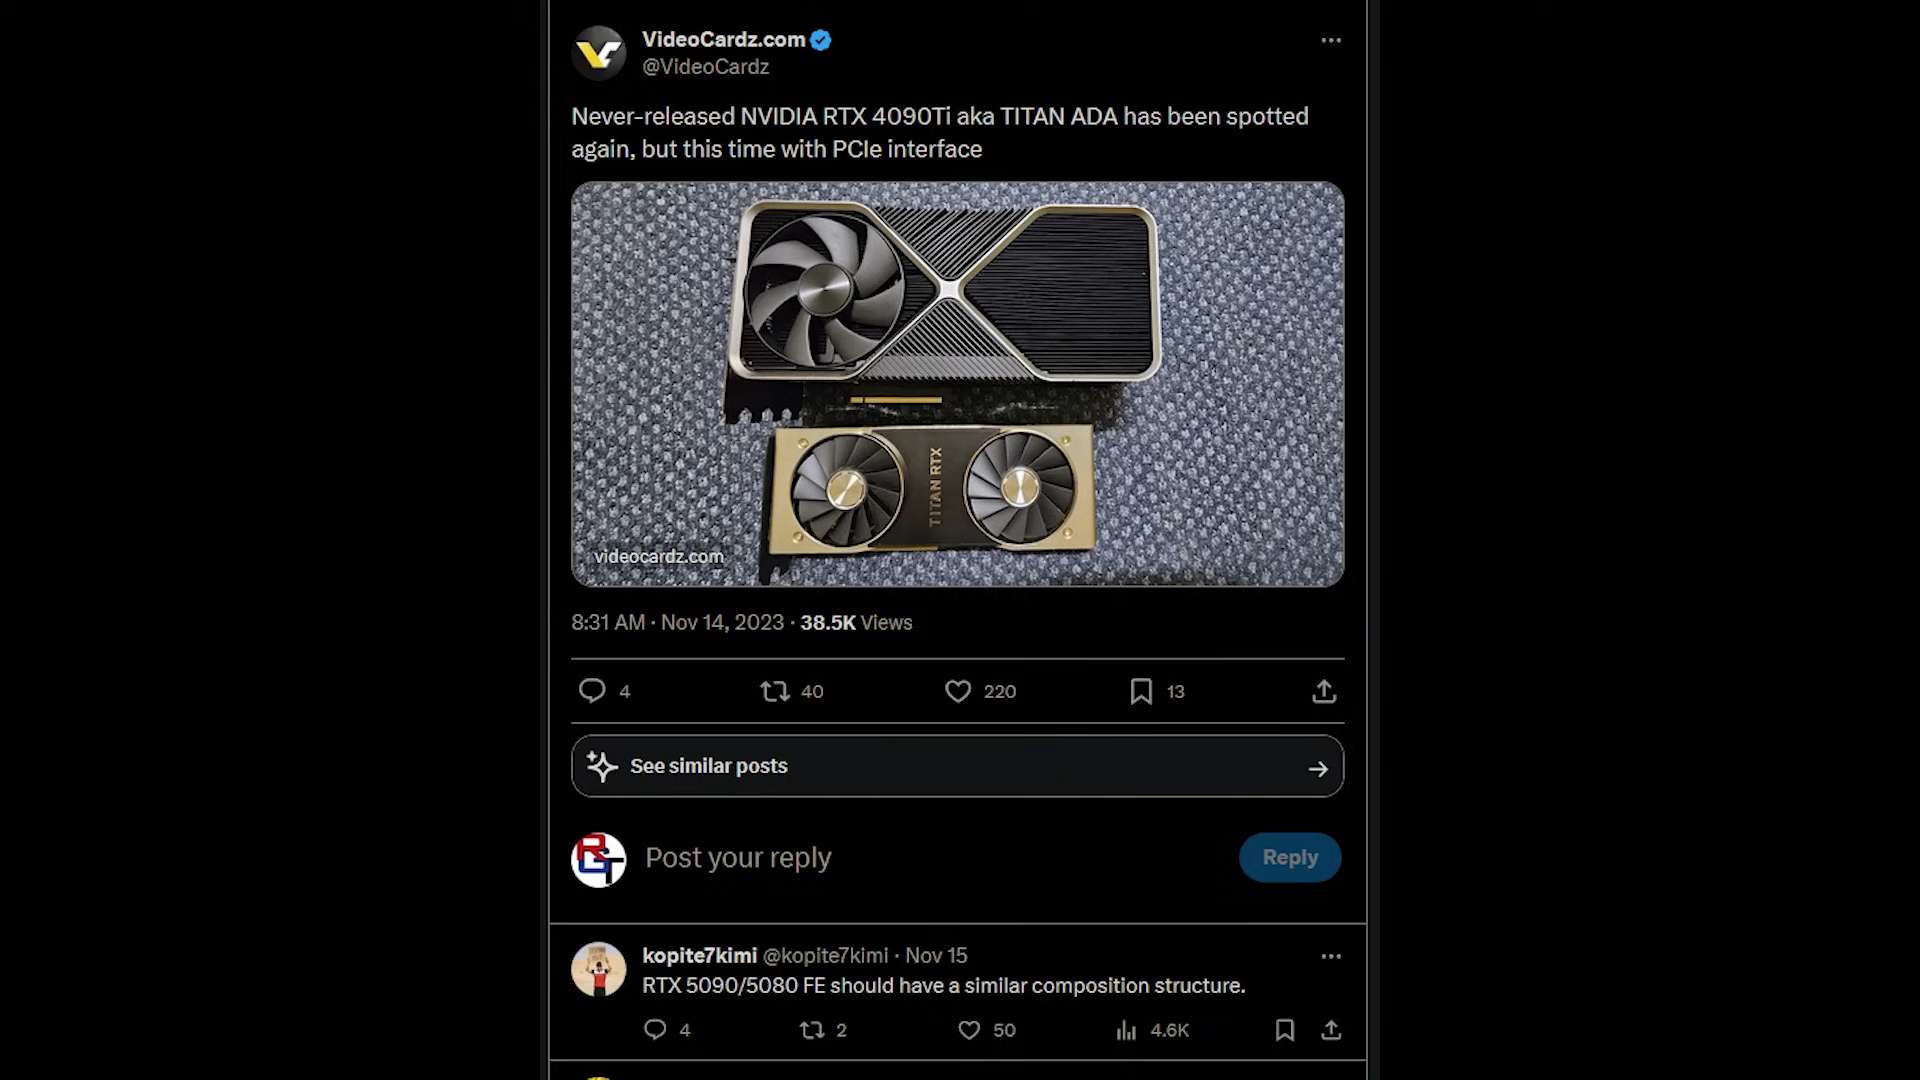 VideoCardz.com
@VideoCardz
Never-released NVIDIA RTX 4090Ti aka TITAN ADA has been spotted
again, but this time with PCIe interface
TITAN RTX
videocardz.com
8:31 AM · Nov 14, 2023 · 38.5K Views
4 40 220 13
See similar posts
RGT
Post your reply
Reply
kopite7kimi @kopite7kimi · Nov 15
RTX 5090/5080 FE should have a similar composition structure.
4 2 50 4.6K